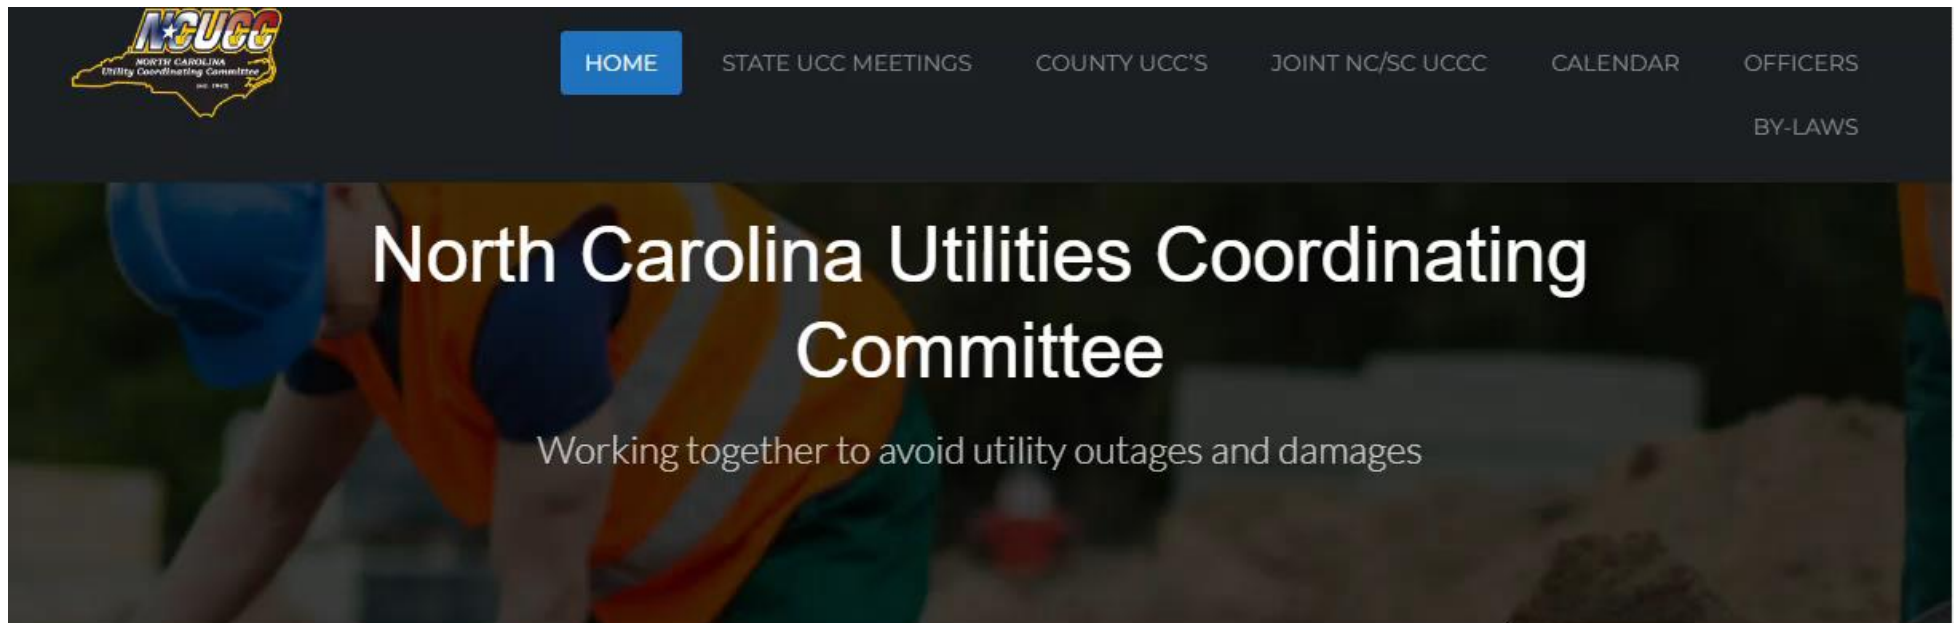 NCUCC
NORTH CAROLINA
Utility Coordinating Committee
HOME
STATE UCC MEETINGS
COUNTY UCC'S
JOINT NC/SC UCCC
CALENDAR
OFFICERS
BY-LAWS
North Carolina Utilities Coordinating
Committee
Working together to avoid utility outages and damages